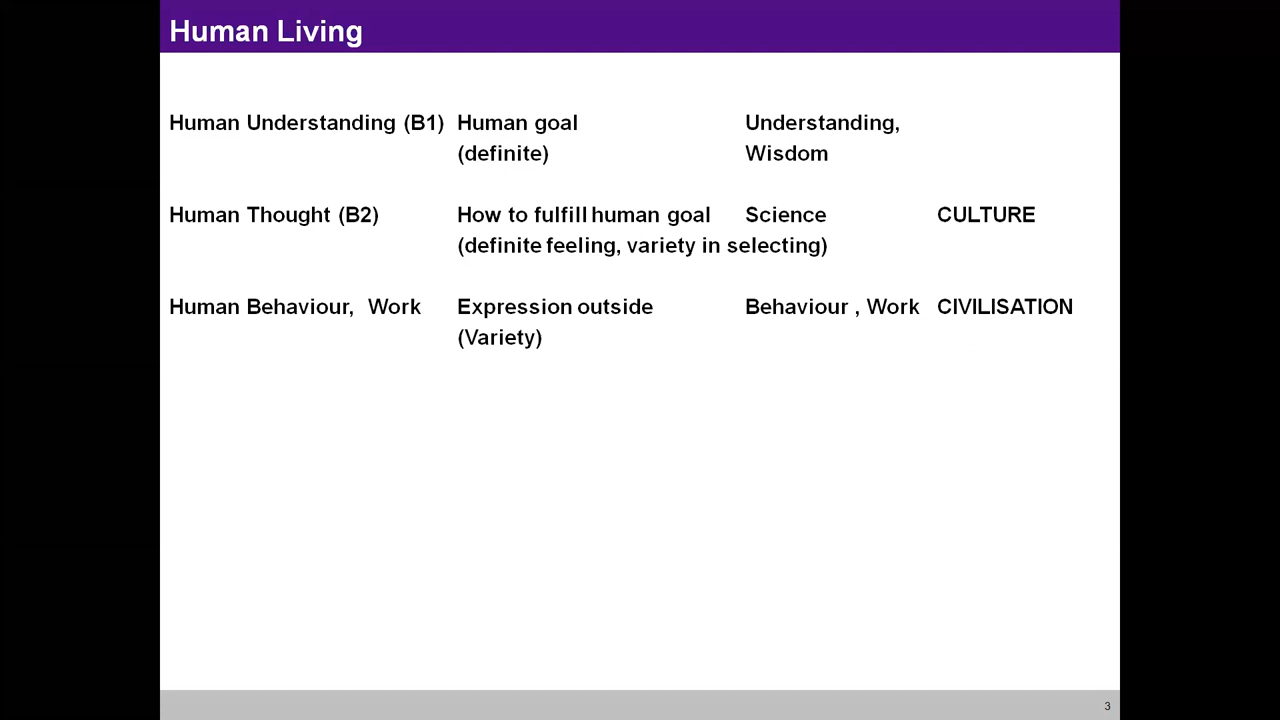 Human Living
Human Understanding (B1) Human goal Understanding,
(definite) Wisdom
Human Thought (B2) How to fulfill human goal Science CULTURE
(definite feeling, variety in selecting)
Human Behaviour, Work Expression outside Behaviour , Work CIVILISATION
(Variety)
3